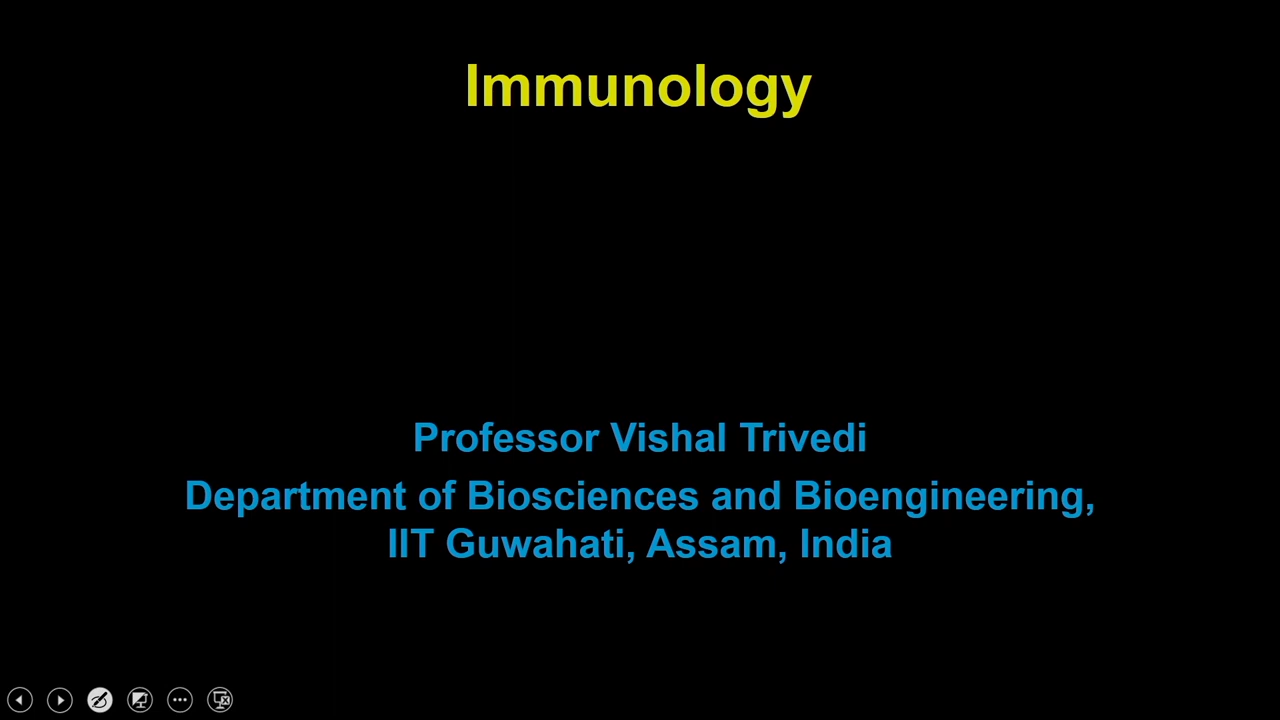 Immunology
Professor Vishal Trivedi
Department of Biosciences and Bioengineering,
IIT Guwahati, Assam, India